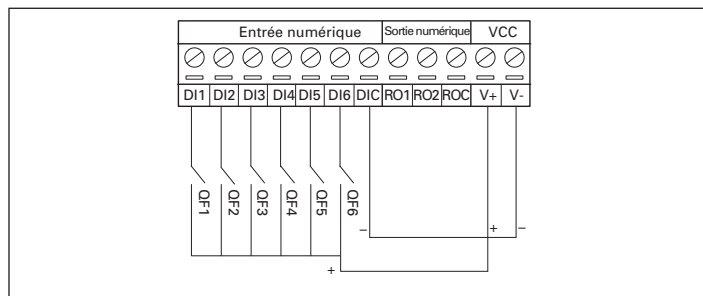 Entrée numérique Sortie numérique VCC
DI1 DI2 DI3 DI4 DI5 DI6 DIC RO1 RO2 ROC V+ V-
QF1 QF2 QF3 QF4 QF5 QF6
− + −
+